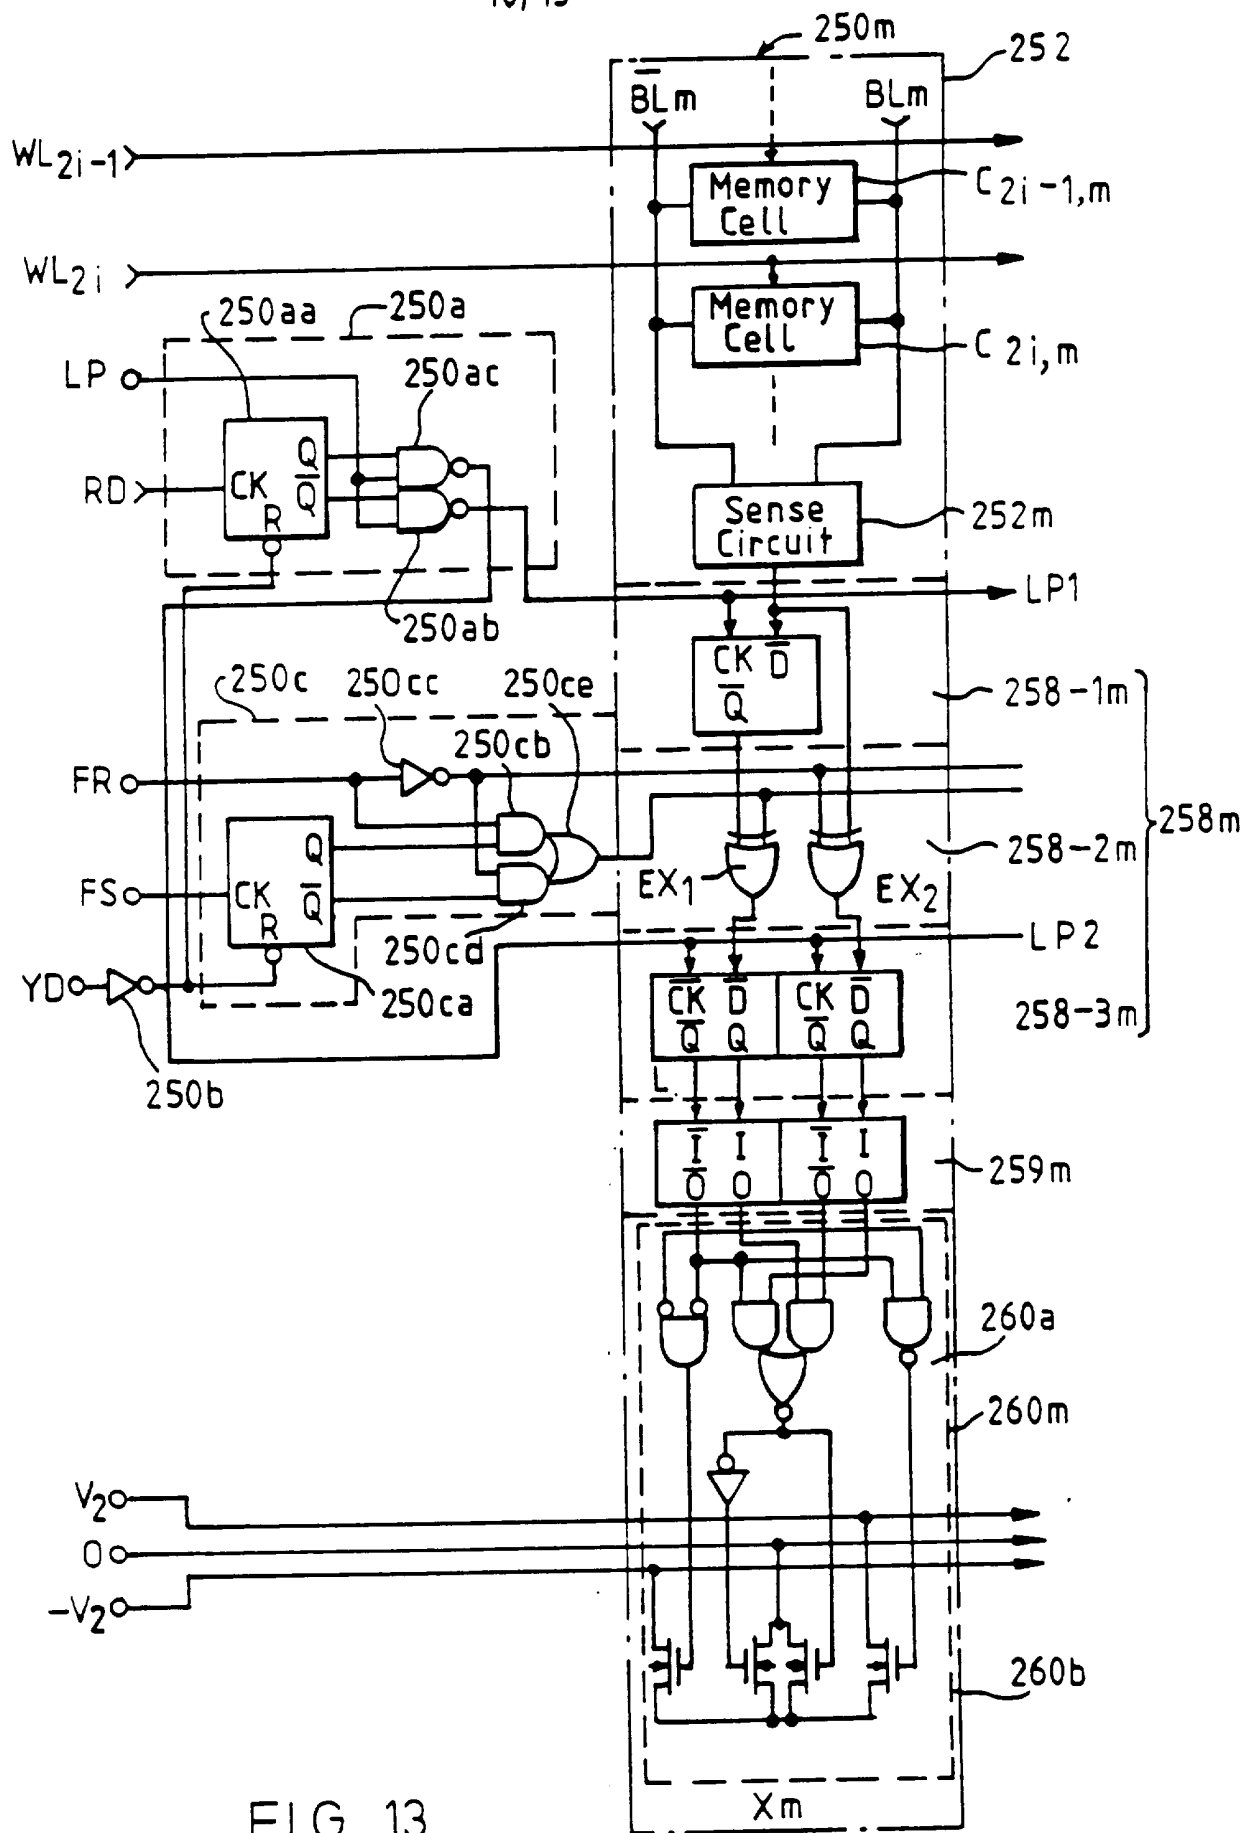 250m
252
B̅L̅m BLm
WL2i-1
Memory
Cell
C2i-1,m
WL2i
Memory
Cell
C2i,m
250aa
250a
LP
250ac
Q
RD
CK Q̅
R
Sense
Circuit
252m
LP1
250ab
CK D̅
Q̅
258-1m
250c
250cc
250ce
250cb
FR
258m
Q
FS
CK Q̅
R
EX1
EX2
258-2m
250cd
LP2
YD
250ca
C̅K̅ D̅ CK D̅
Q̅ Q Q̅ Q
258-3m
250b
I̅ I I̅ I
O̅ O O̅ O
259m
260a
260m
V2
0
-V2
260b
Xm
FIG 13